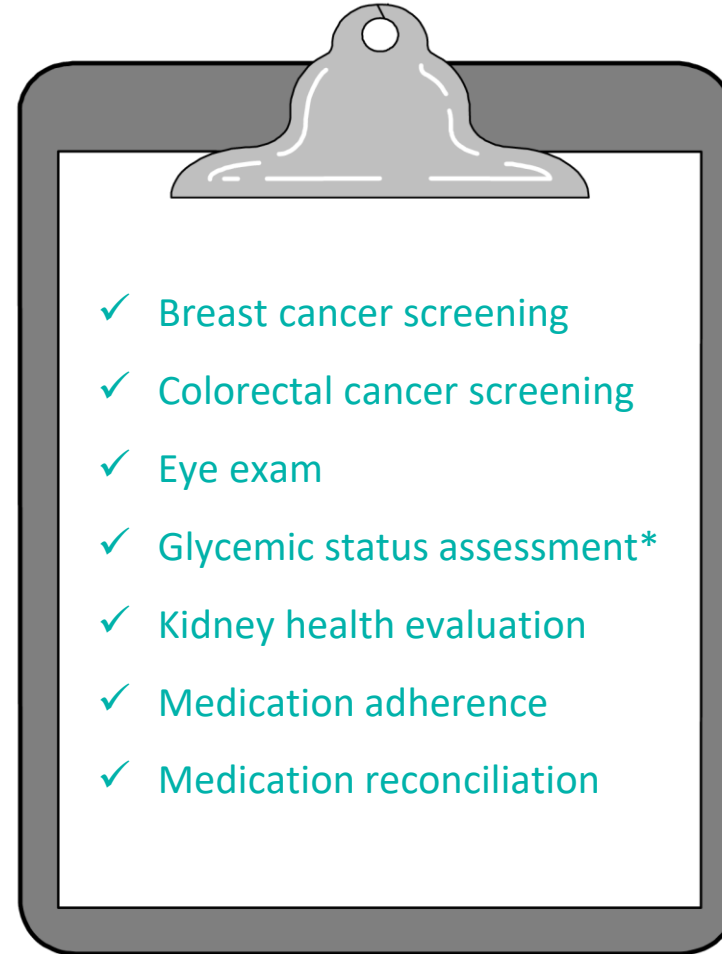 ✓ Breast cancer screening
✓ Colorectal cancer screening
✓ Eye exam
✓ Glycemic status assessment*
✓ Kidney health evaluation
✓ Medication adherence
✓ Medication reconciliation